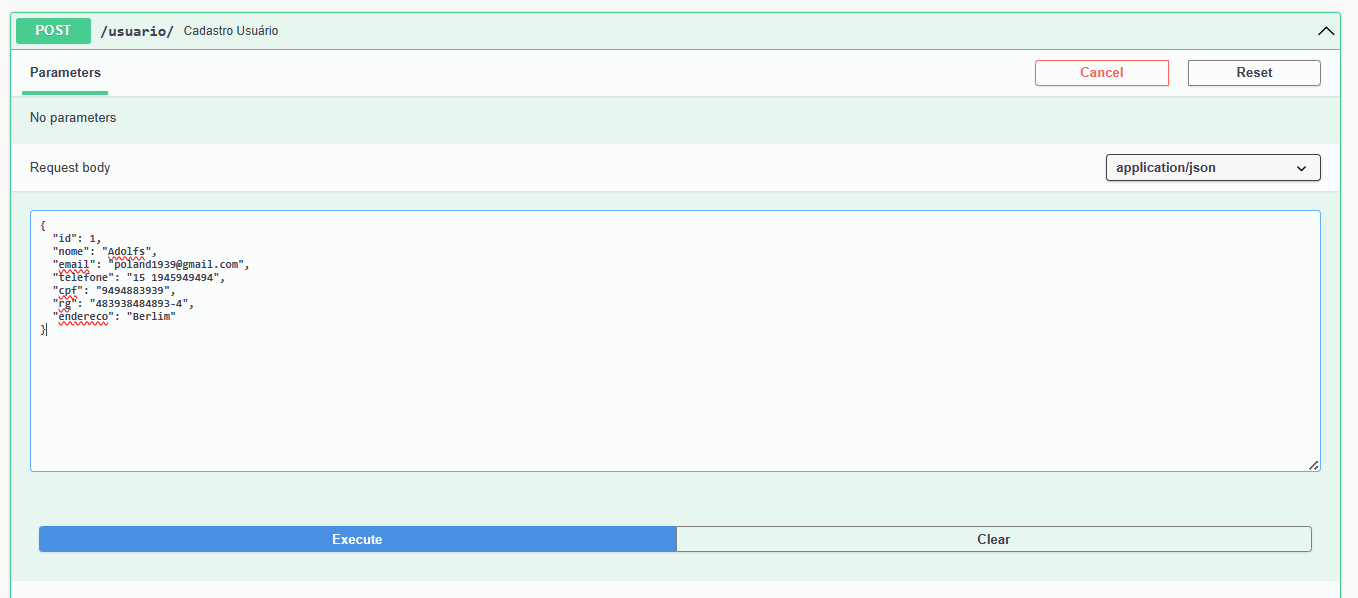 POST /usuario/ Cadastro Usuário
Parameters
Cancel
Reset
No parameters
Request body
application/json
{
  "id": 1,
  "nome": "Adolfs",
  "email": "poland1939@gmail.com",
  "telefone": "15 1945949494",
  "cpf": "9494883939",
  "rg": "483938484893-4",
  "endereco": "Berlim"
}
Execute
Clear